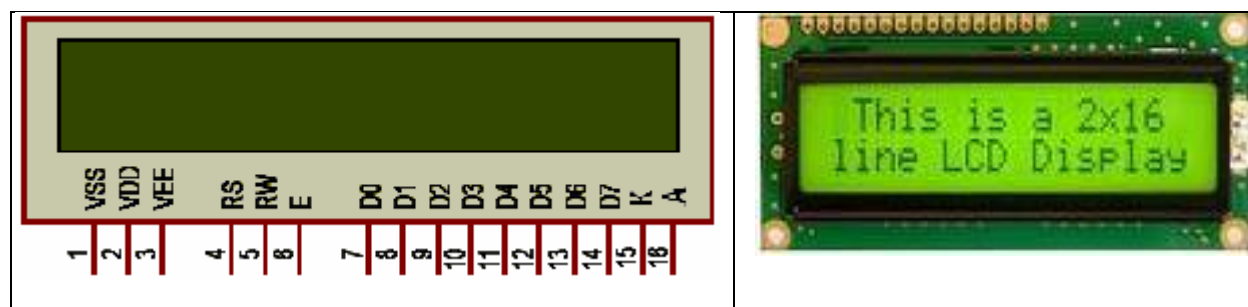 VSS VDD VEE RS RW E D0 D1 D2 D3 D4 D5 D6 D7 K A
1 2 3 4 5 6 7 8 9 10 11 12 13 14 15 16
This is a 2x16
line LCD Display